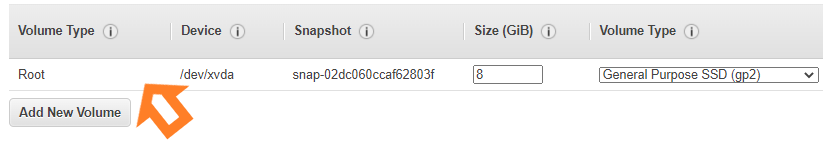 Volume Type Device Snapshot Size (GiB) Volume Type
Root /dev/xvda snap-02dc060ccaf62803f 8 General Purpose SSD (gp2)
Add New Volume